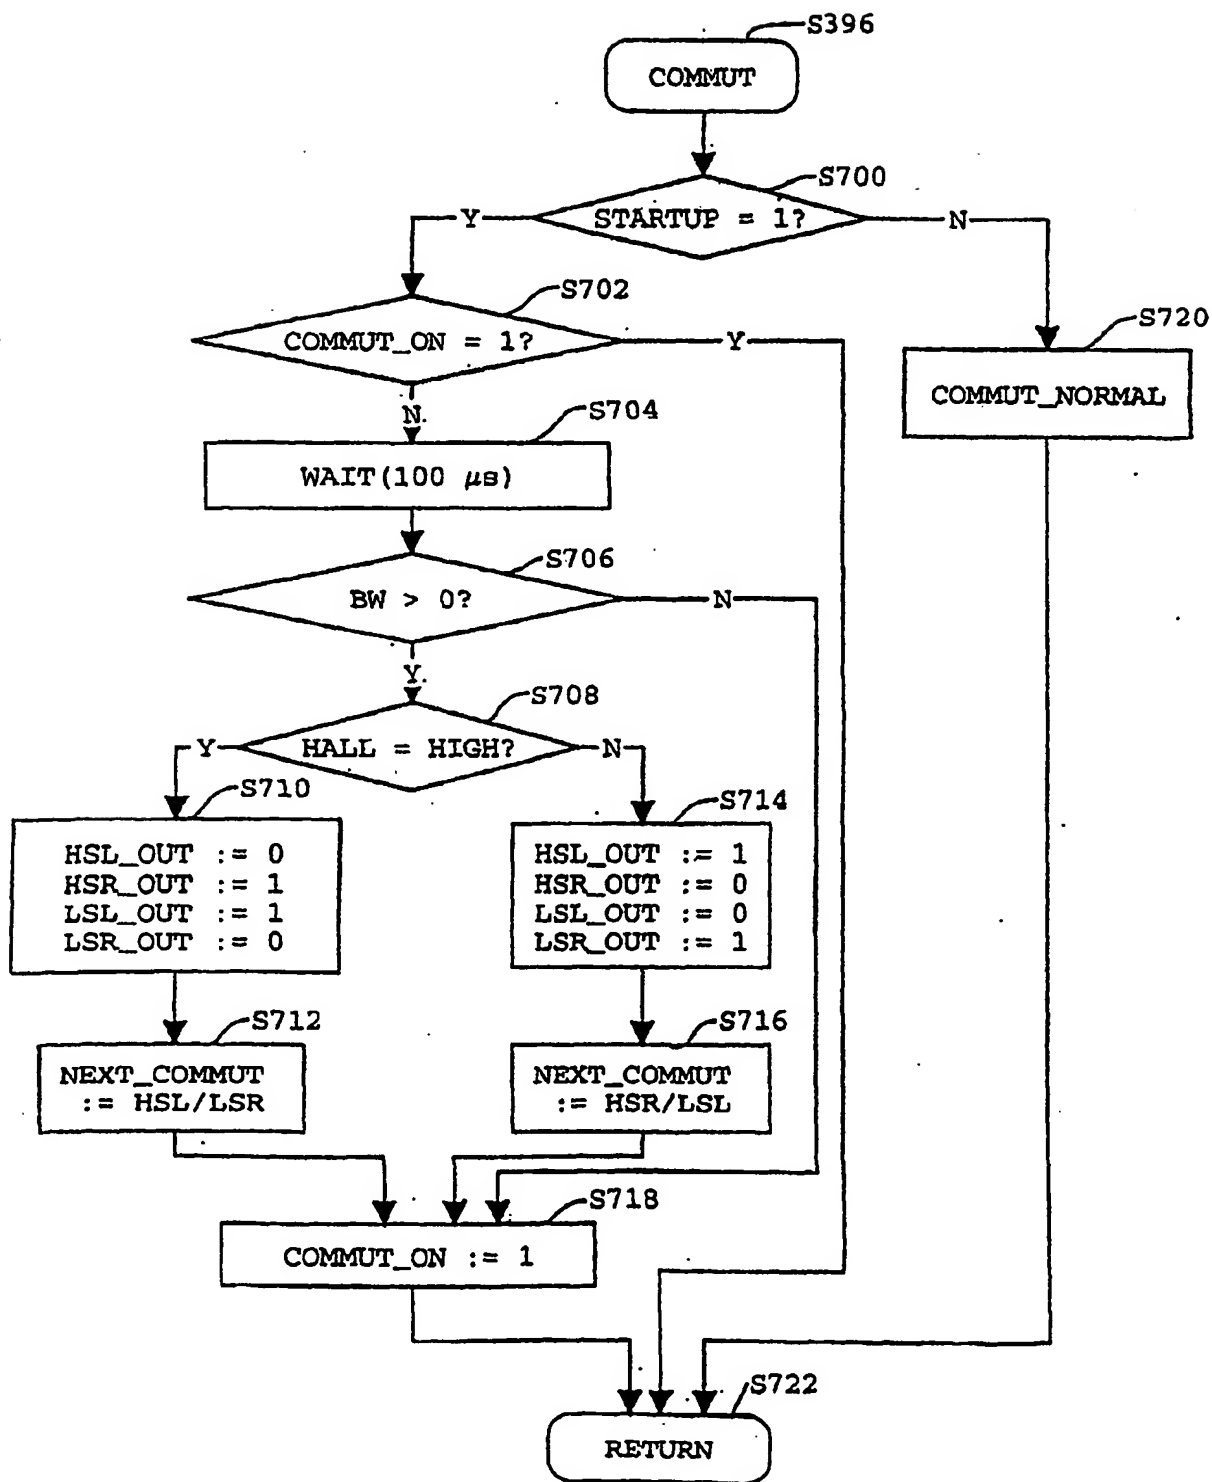 S396
COMMUT
S700
STARTUP = 1?
Y
N
S702
COMMUT_ON = 1?
Y
S720
COMMUT_NORMAL
N
S704
WAIT(100 µs)
S706
BW > 0?
N
Y
S708
HALL = HIGH?
Y
N
S710
HSL_OUT := 0
HSR_OUT := 1
LSL_OUT := 1
LSR_OUT := 0
S714
HSL_OUT := 1
HSR_OUT := 0
LSL_OUT := 0
LSR_OUT := 1
S712
NEXT_COMMUT
:= HSL/LSR
S716
NEXT_COMMUT
:= HSR/LSL
S718
COMMUT_ON := 1
S722
RETURN